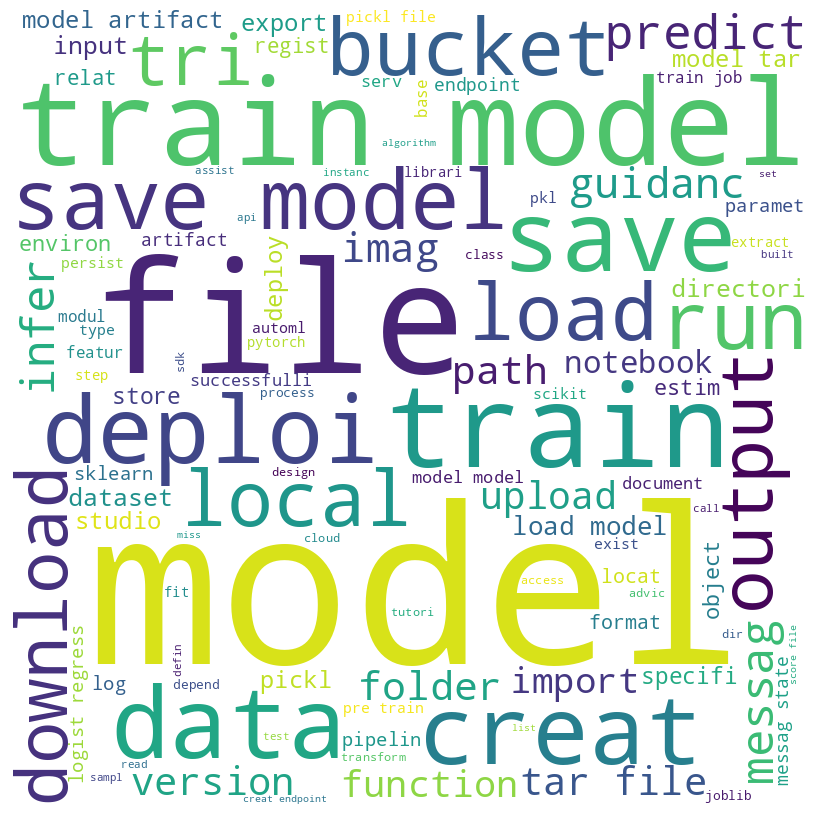 model artifact
export
pickl file
bucket
predict
input
tri
regist
model tar
relat
serv
base
endpoint
train job
train model
algorithm
assist
instanc
librari
set
save model
guidanc
pkl
paramet
api
save
environ
artifact
imag
class
extract
built
persist
deploy
file
load
directori
infer
modul
type
automl
run
featur
pytorch
sdk
path
notebook
step
successfulli
store
process
scikit
estim
output
deploi
train
download
sklearn
design
model model
document
dataset
local
upload
call
studio
load model
miss
cloud
exist
object
model
access
locat
fit
tutori
advic
format
dir
messag
messag state
score file
logist regress
defin
log
depend
pickl
folder
import
specifi
data
pre train
creat
test
pipelin
list
read
transform
sampl
version
function
tar file
joblib
creat endpoint